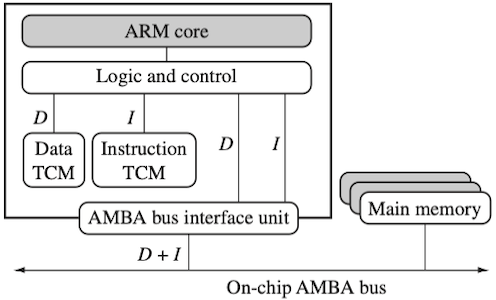 ARM core
Logic and control
D
I
D
I
Data
TCM
Instruction
TCM
AMBA bus interface unit
Main memory
D + I
On-chip AMBA bus